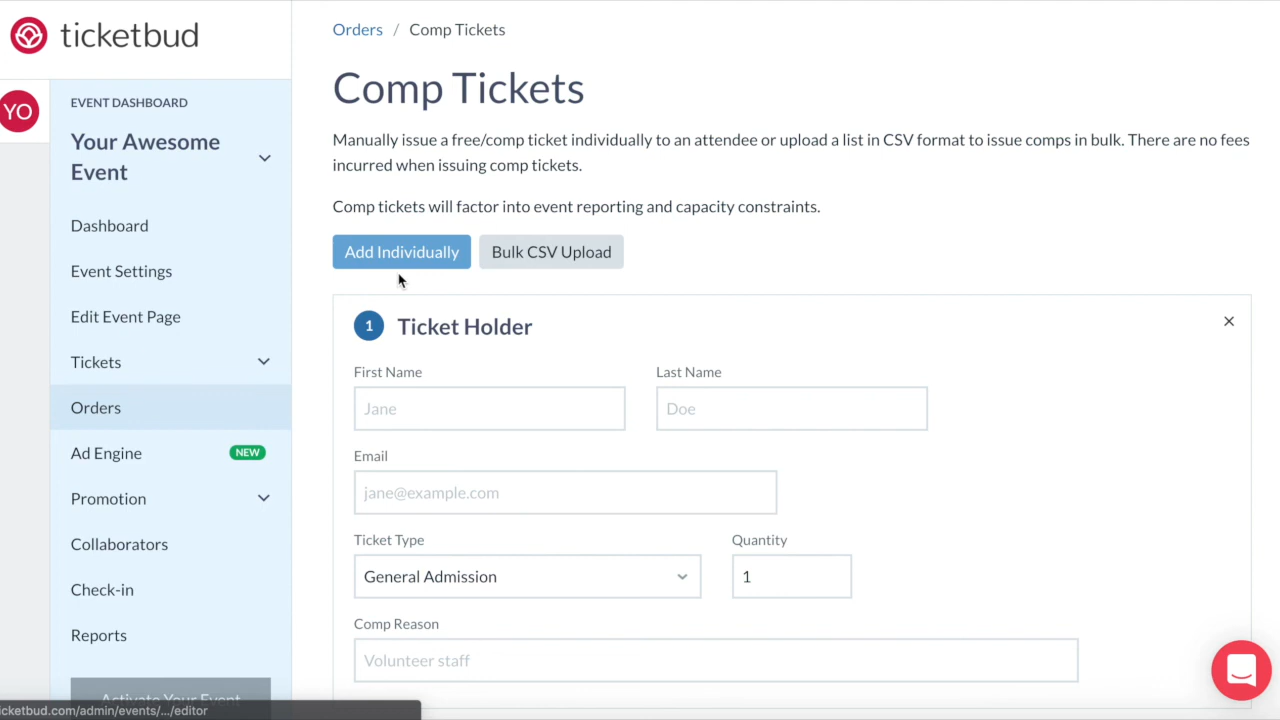 ticketbud
YO
EVENT DASHBOARD
Your Awesome
Event
Dashboard
Event Settings
Edit Event Page
Tickets
Orders
Ad Engine NEW
Promotion
Collaborators
Check-in
Reports
Activate Your Event
icketbud.com/admin/events/.../editor
Orders / Comp Tickets
Comp Tickets
Manually issue a free/comp ticket individually to an attendee or upload a list in CSV format to issue comps in bulk. There are no fees
incurred when issuing comp tickets.
Comp tickets will factor into event reporting and capacity constraints.
Add Individually Bulk CSV Upload
1 Ticket Holder
First Name Last Name
Jane Doe
Email
jane@example.com
Ticket Type Quantity
General Admission 1
Comp Reason
Volunteer staff